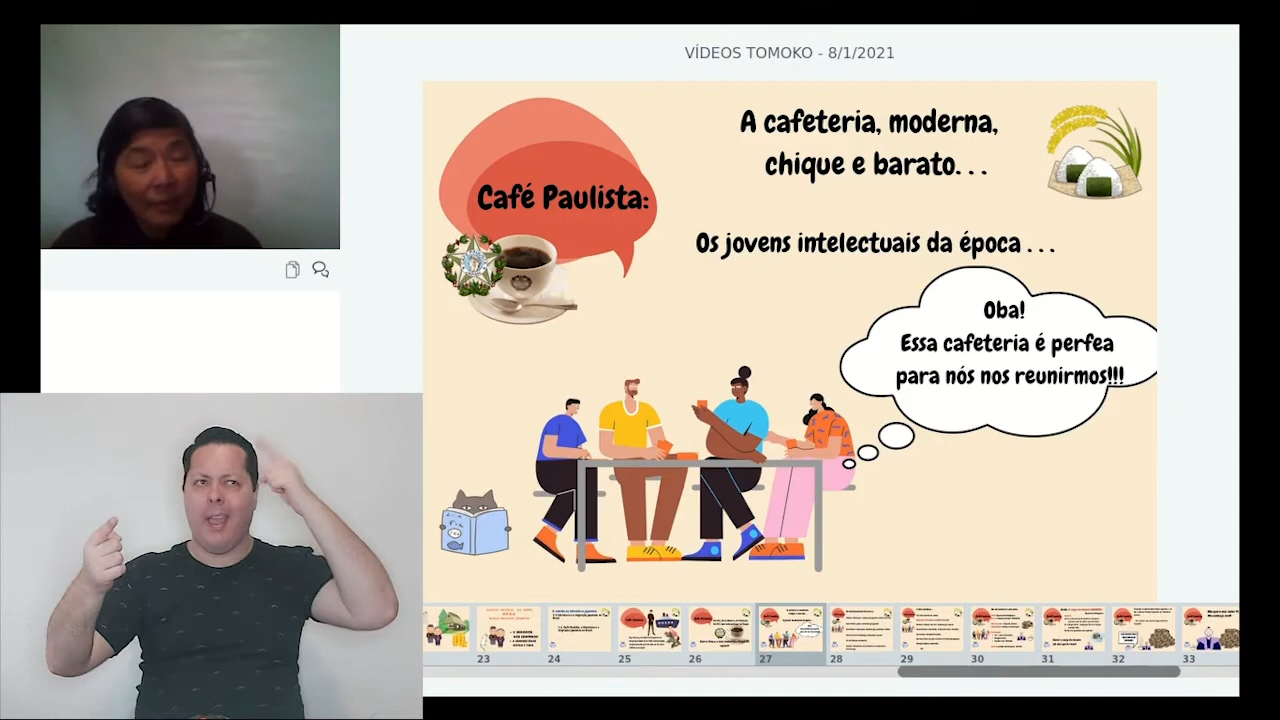 VÍDEOS TOMOKO - 8/1/2021
A cafeteria, moderna,
chique e barato. . .
Café Paulista:
Os jovens intelectuais da época . . .
Oba!
Essa cafeteria é perfea
para nós nos reunirmos!!!
23
24
25
26
27
28
29
30
31
32
33